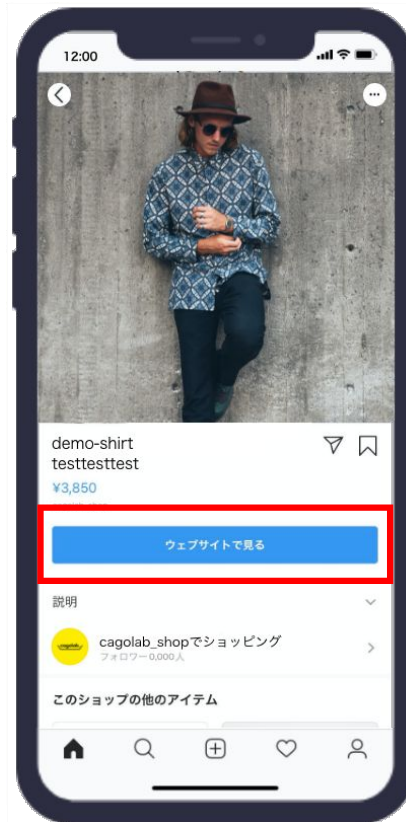 12:00
demo-shirt
testtesttest
¥3,850
ウェブサイトで見る
説明
cagolab_shopでショッピング
フォロワー0,000人
このショップの他のアイテム